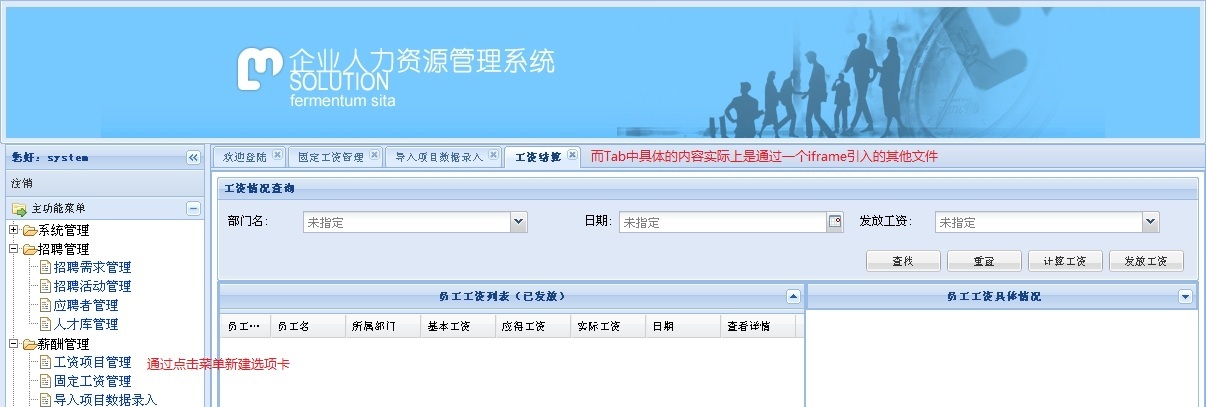 企业人力资源管理系统
SOLUTION
fermentum sita
您好：system
注销
主功能菜单
系统管理
招聘管理
招聘需求管理
招聘活动管理
应聘者管理
人才库管理
薪酬管理
工资项目管理
通过点击菜单新建选项卡
固定工资管理
导入项目数据录入
欢迎登陆
固定工资管理
导入项目数据录入
工资结算
而Tab中具体的内容实际上是通过一个iframe引入的其他文件
工资情况查询
部门名： 未指定
日期: 未指定
发放工资： 未指定
查找
重置
计算工资
发放工资
员工工资列表（已发放）
员工… 员工名 所属部门 基本工资 应得工资 实际工资 日期 查看详情
员工工资具体情况